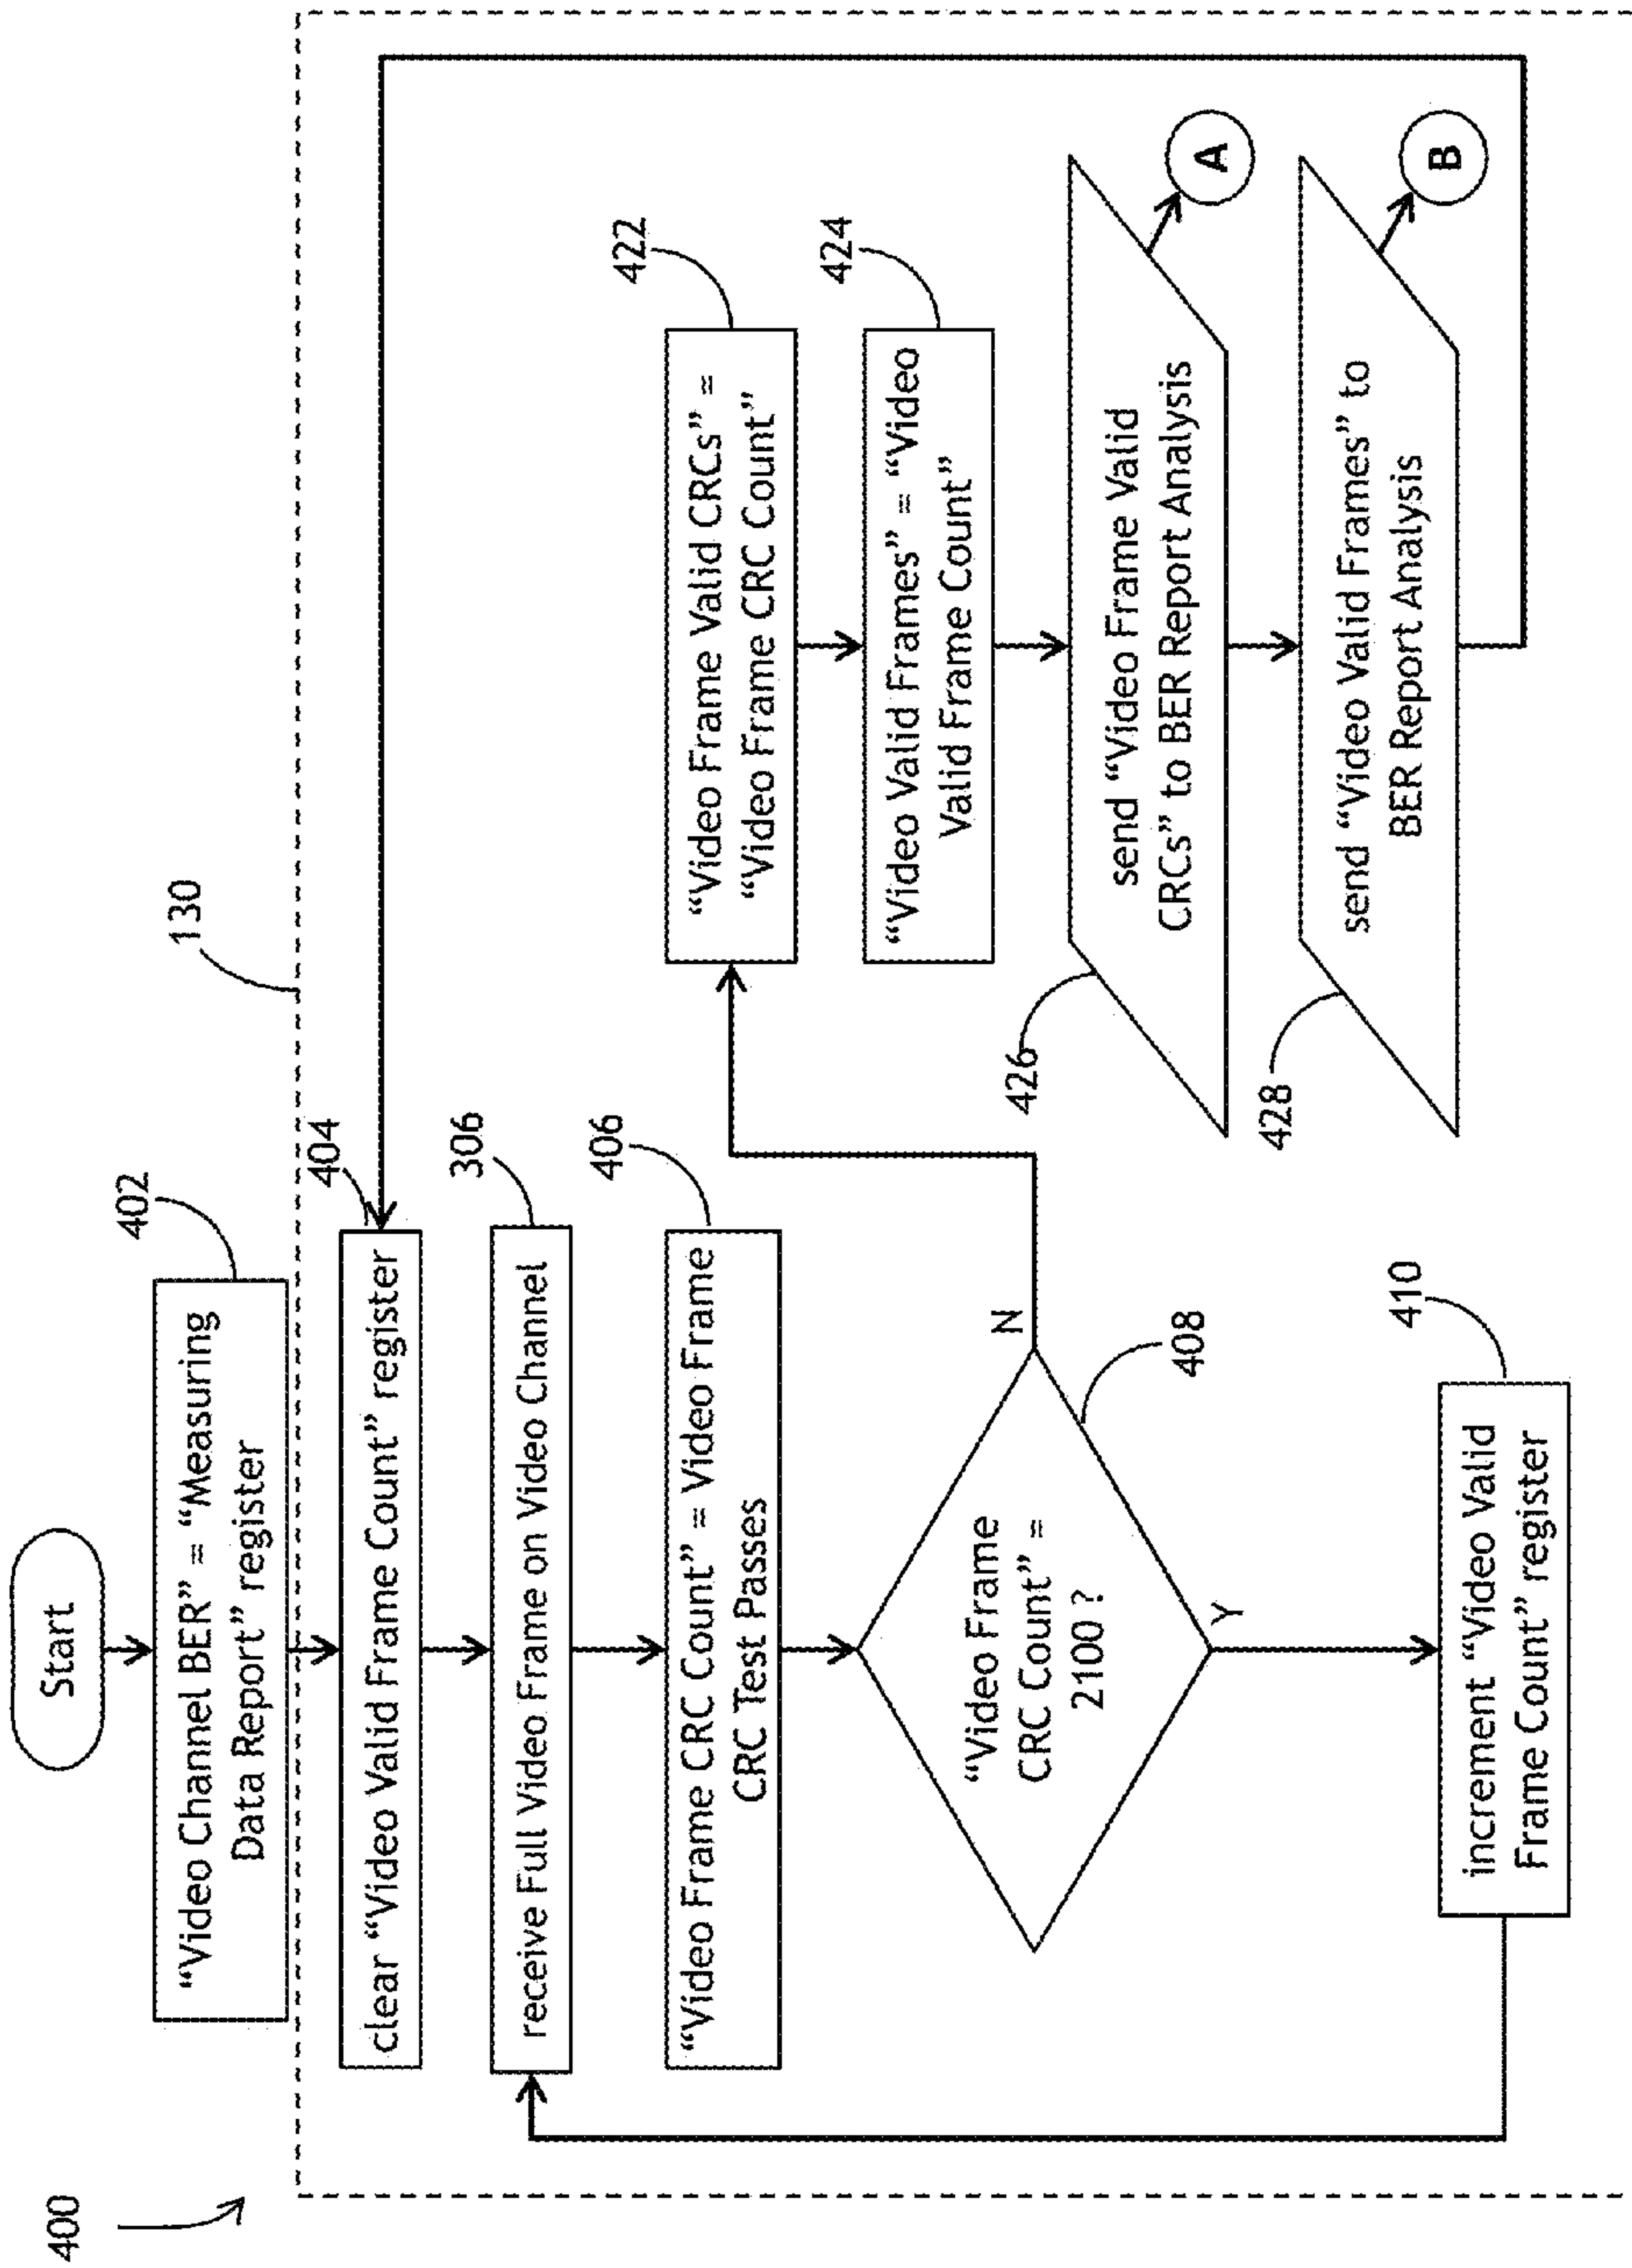 400
Start
402
“Video Channel BER” = “Measuring
Data Report” register
130
404
clear “Video Valid Frame Count” register
306
receive Full Video Frame on Video Channel
406
“Video Frame CRC Count” = Video Frame
CRC Test Passes
“Video Frame
CRC Count” =
2100 ?
408
N
Y
410
increment “Video Valid
Frame Count” register
422
“Video Frame Valid CRCs” =
“Video Frame CRC Count”
424
“Video Valid Frames” = “Video
Valid Frame Count”
426
send “Video Frame Valid
CRCs” to BER Report Analysis
A
428
send “Video Valid Frames” to
BER Report Analysis
B